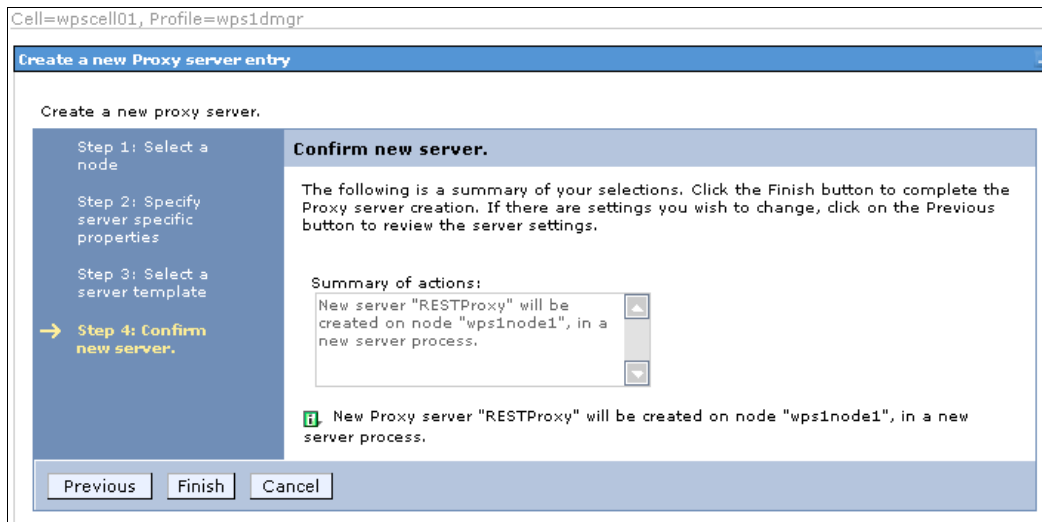 Cell=wpscell01, Profile=wps1dmgr
Create a new Proxy server entry
Create a new proxy server.
Step 1: Select a
node
Step 2: Specify
server specific
properties
Step 3: Select a
server template
Step 4: Confirm
new server.
Confirm new server.
The following is a summary of your selections. Click the Finish button to complete the
Proxy server creation. If there are settings you wish to change, click on the Previous
button to review the server settings.
Summary of actions:
New server "RESTProxy" will be
created on node "wps1node1", in a
new server process.
New Proxy server "RESTProxy" will be created on node "wps1node1", in a new
server process.
Previous
Finish
Cancel